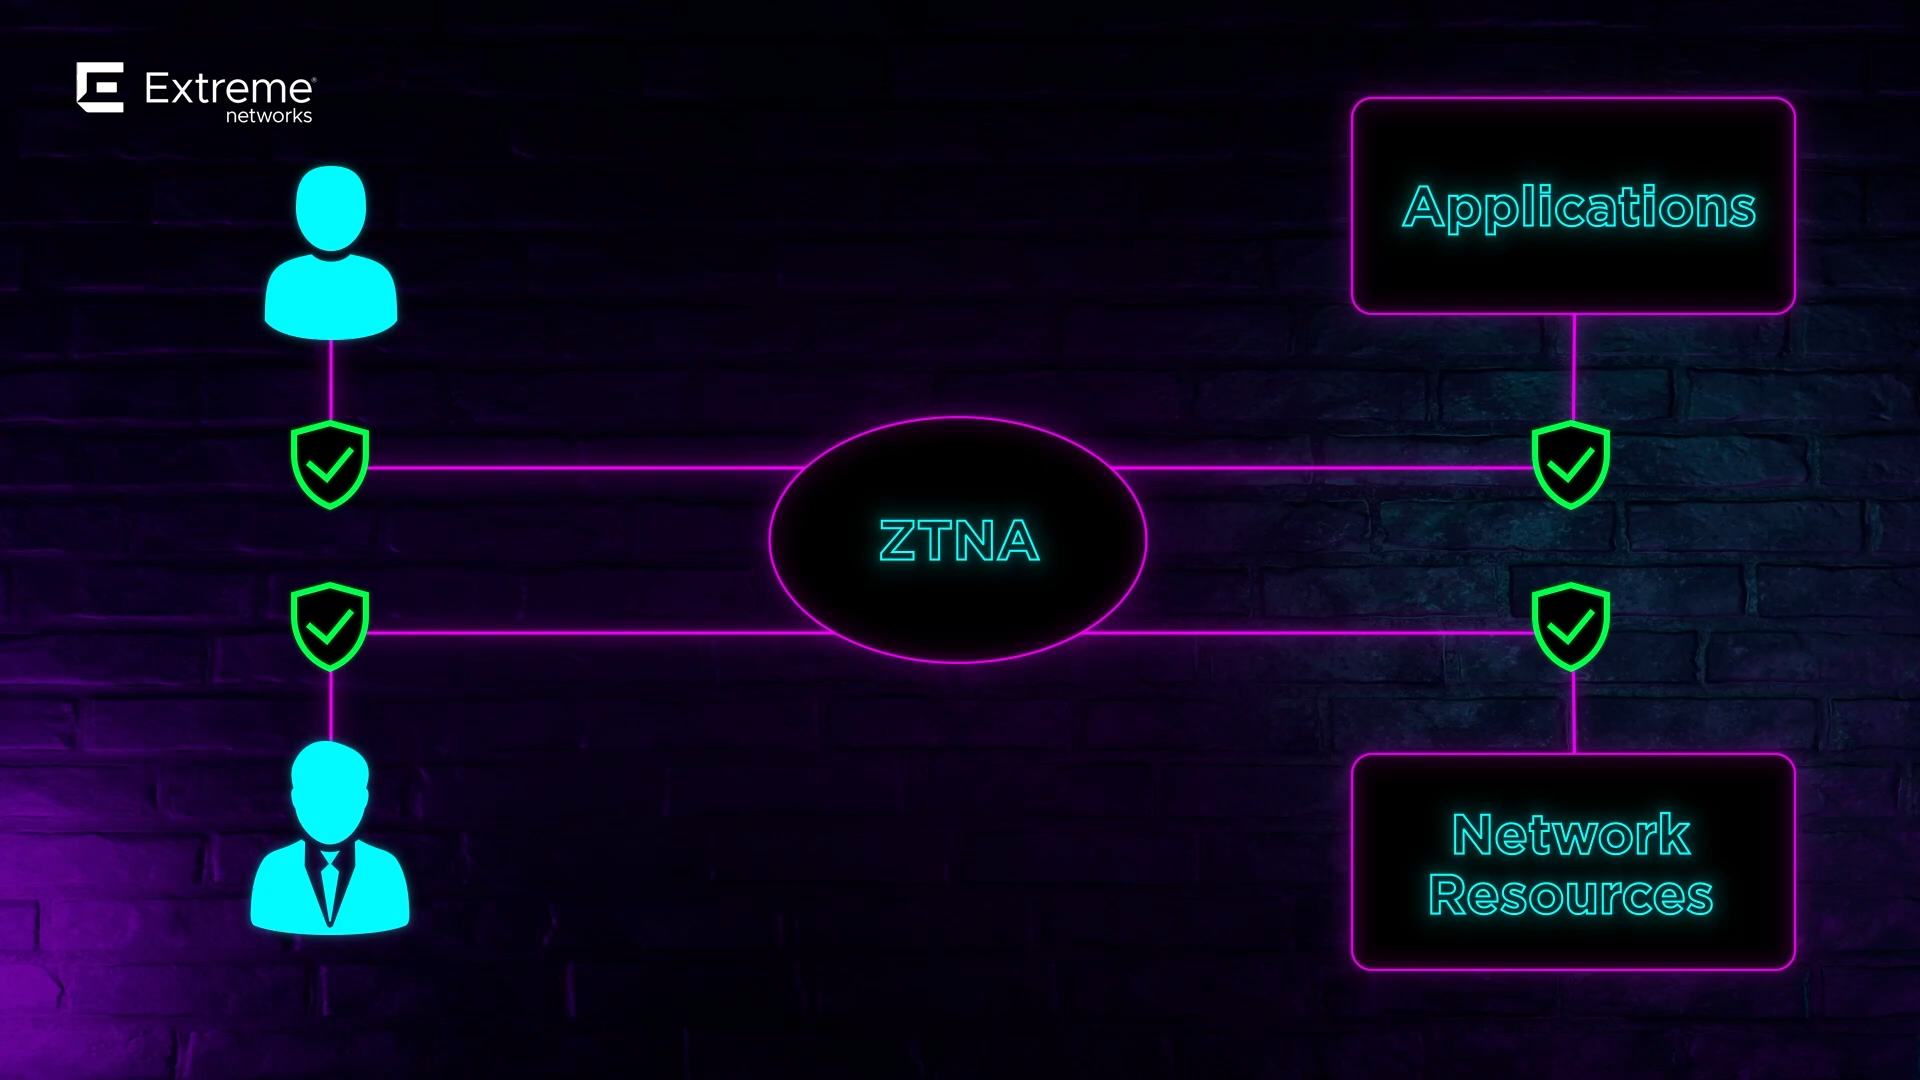 Extreme
networks
Applications
ZTNA
Network
Resources